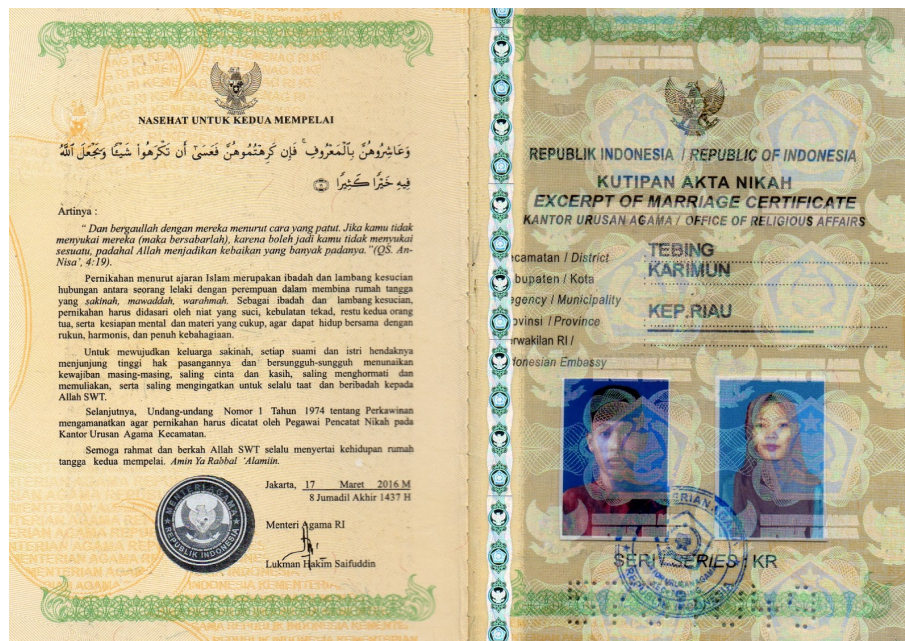 NASEHAT UNTUK KEDUA MEMPELAI
وَعَاشِرُوهُنَّ بِالْمَعْرُوفِ ۚ فَإِن كَرِهْتُمُوهُنَّ فَعَسَىٰ أَن تَكْرَهُوا شَيْئًا وَيَجْعَلَ اللَّهُ
فِيهِ خَيْرًا كَثِيرًا
Artinya :
“ Dan bergaullah dengan mereka menurut cara yang patut. Jika kamu tidak
menyukai mereka (maka bersabarlah), karena boleh jadi kamu tidak menyukai
sesuatu, padahal Allah menjadikan kebaikan yang banyak padanya.”(QS. An-
Nisa’, 4:19).
Pernikahan menurut ajaran Islam merupakan ibadah dan lambang kesucian
hubungan antara seorang lelaki dengan perempuan dalam membina rumah tangga
yang sakinah, mawaddah, warahmah. Sebagai ibadah dan lambang kesucian,
pernikahan harus didasari oleh niat yang suci, kebulatan tekad, restu kedua orang
tua, serta kesiapan mental dan materi yang cukup, agar dapat hidup bersama dengan
rukun, harmonis, dan penuh kebahagiaan.
Untuk mewujudkan keluarga sakinah, setiap suami dan istri hendaknya
menjunjung tinggi hak pasangannya dan bersungguh-sungguh menunaikan
kewajiban masing-masing, saling cinta dan kasih, saling menghormati dan
memuliakan, serta saling mengingatkan untuk selalu taat dan beribadah kepada
Allah SWT.
Selanjutnya, Undang-undang Nomor 1 Tahun 1974 tentang Perkawinan
mengamanatkan agar pernikahan harus dicatat oleh Pegawai Pencatat Nikah pada
Kantor Urusan Agama Kecamatan.
Semoga rahmat dan berkah Allah SWT selalu menyertai kehidupan rumah
tangga kedua mempelai. Amin Ya Rabbal ‘Alamiin.
Jakarta, 17 Maret 2016 M
8 Jumadil Akhir 1437 H
Menteri Agama RI
Lukman Hakim Saifuddin
MENTERI AGAMA
REPUBLIK INDONESIA
REPUBLIK INDONESIA / REPUBLIC OF INDONESIA
KUTIPAN AKTA NIKAH
EXCERPT OF MARRIAGE CERTIFICATE
KANTOR URUSAN AGAMA / OFFICE OF RELIGIOUS AFFAIRS
ecamatan / District TEBING
bupaten / Kota KARIMUN
egency / Municipality
ovinsi / Province KEP.RIAU
erwakilan RI /
donesian Embassy
SERI / SERIES : KR